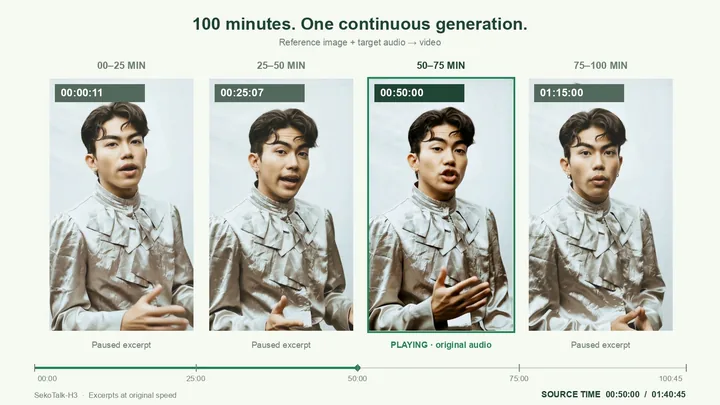 100 minutes. One continuous generation.
Reference image + target audio → video
00–25 MIN
25–50 MIN
50–75 MIN
75–100 MIN
00:00:11
00:25:07
00:50:00
01:15:00
Paused excerpt
Paused excerpt
PLAYING · original audio
Paused excerpt
00:00
25:00
50:00
75:00
100:45
SekoTalk-H3 · Excerpts at original speed
SOURCE TIME 00:50:00 / 01:40:45